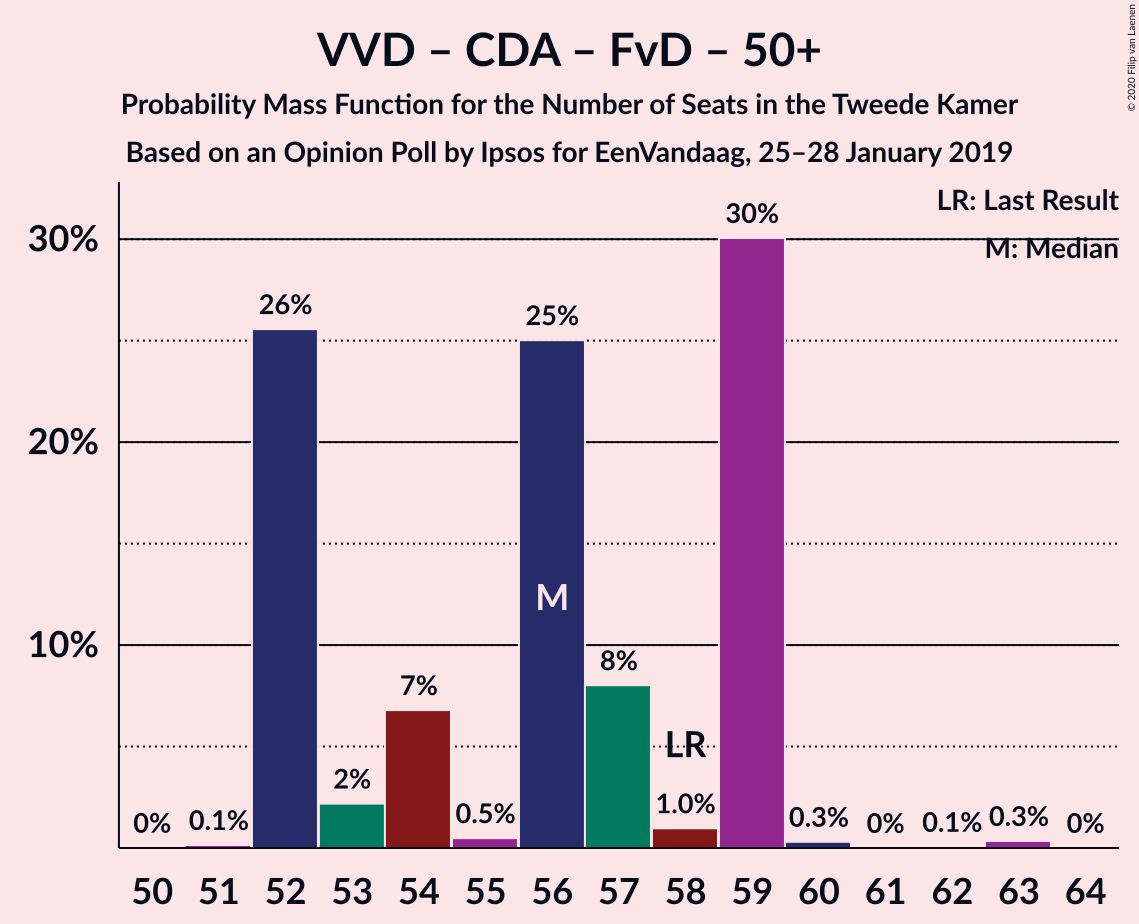 VVD – CDA – FvD – 50+
Probability Mass Function for the Number of Seats in the Tweede Kamer
Based on an Opinion Poll by Ipsos for EenVandaag, 25–28 January 2019
© 2020 Filip van Laenen
LR: Last Result
M: Median
30%
20%
10%
0%
0.1%
26%
2%
7%
0.5%
25%
8%
1.0%
30%
0.3%
0%
0.1%
0.3%
0%
M
LR
50 51 52 53 54 55 56 57 58 59 60 61 62 63 64